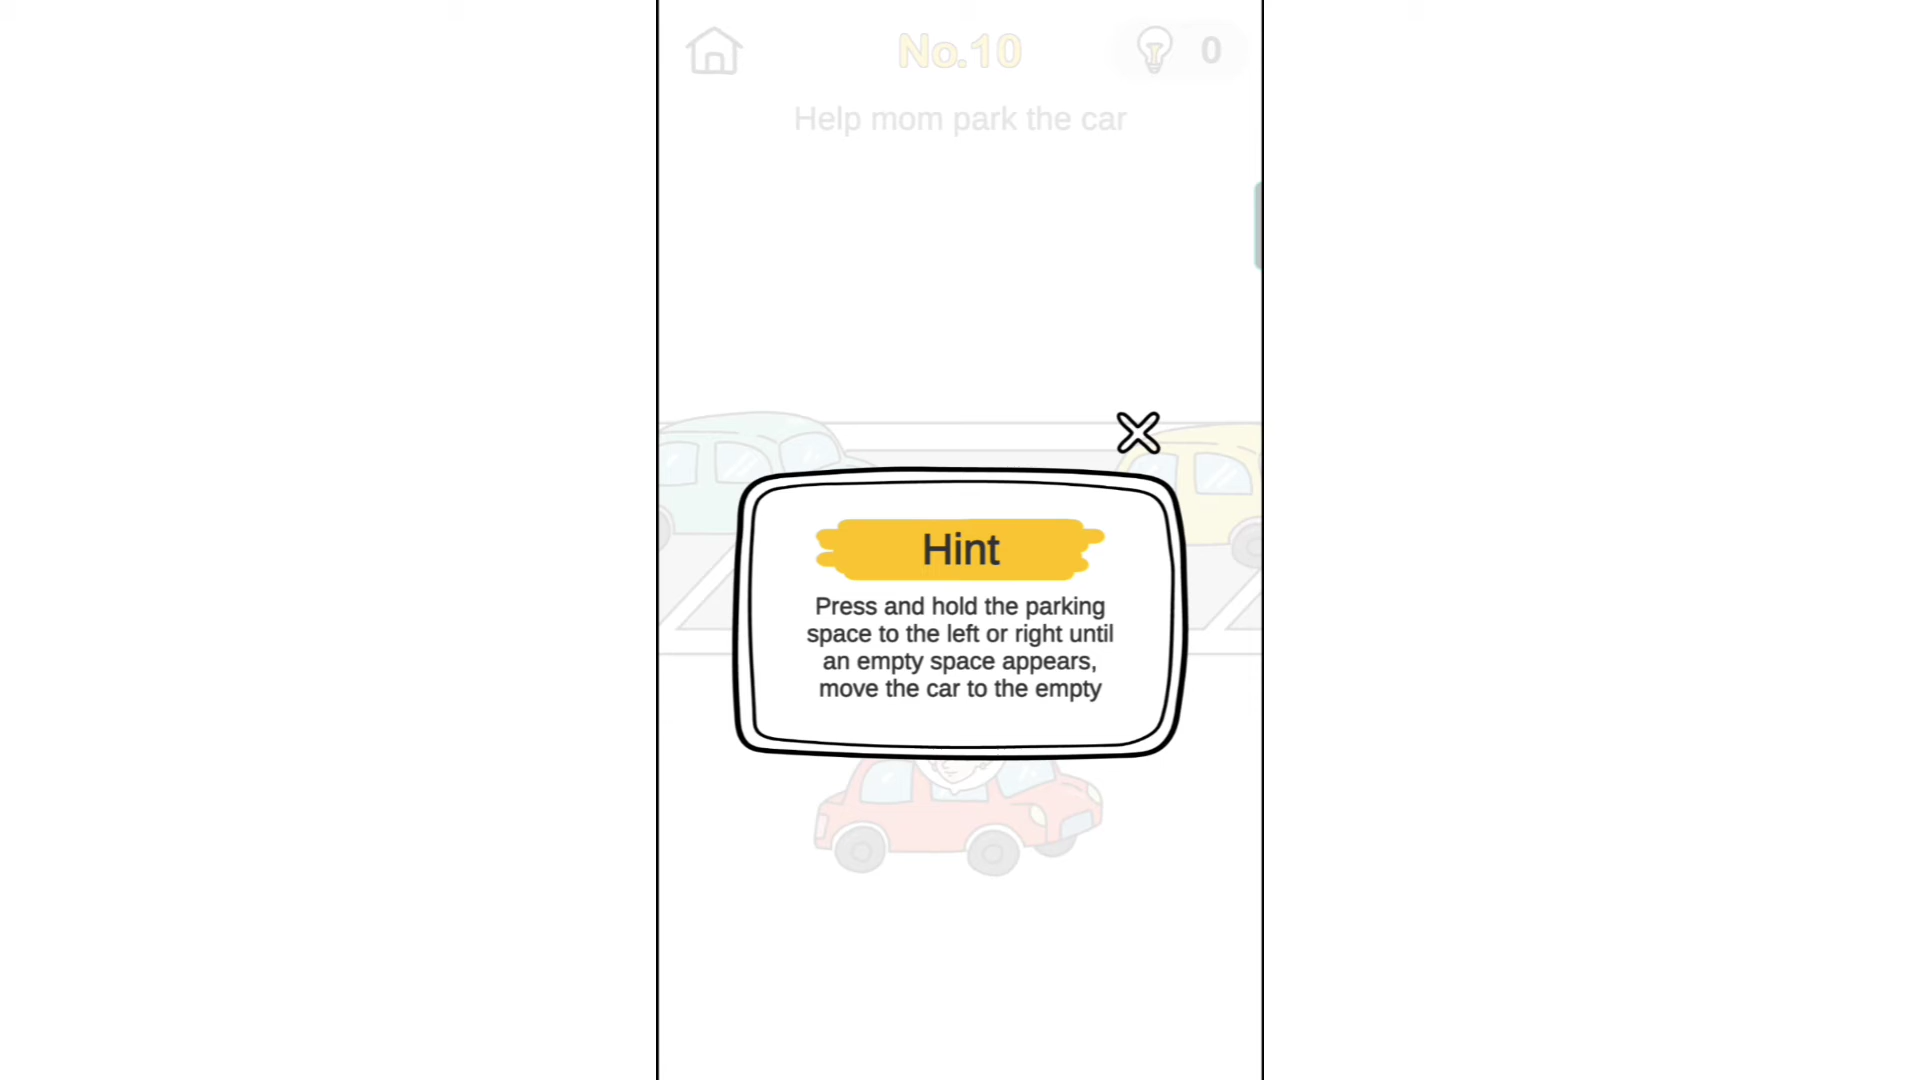 No.10
0
Help mom park the car
Hint
Press and hold the parking
space to the left or right until
an empty space appears,
move the car to the empty